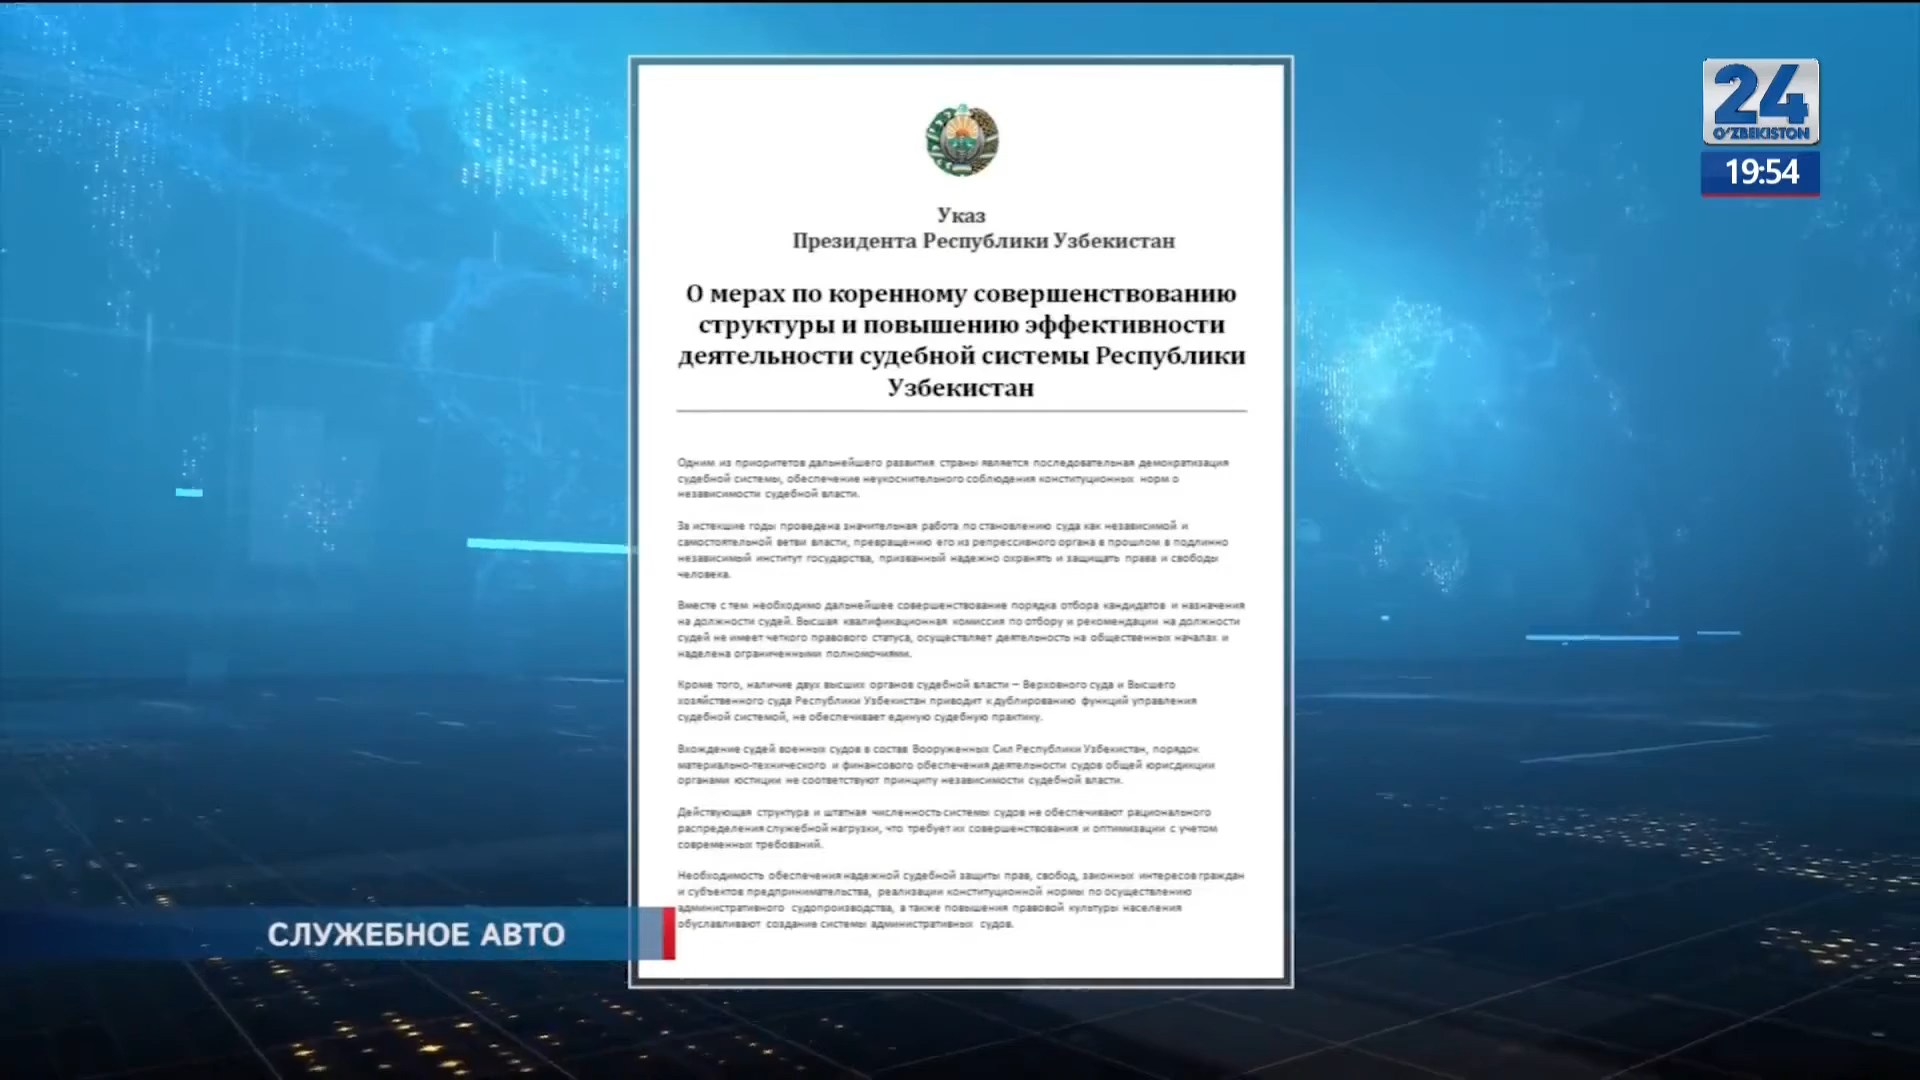 24
O‘ZBEKISTON
19:54
Указ
Президента Республики Узбекистан
О мерах по коренному совершенствованию
структуры и повышению эффективности
деятельности судебной системы Республики
Узбекистан
Одним из приоритетов дальнейшего развития страны является последовательная демократизация
судебной системы, обеспечение неукоснительного соблюдения конституционных норм о
независимости судебной власти.
За истекшие годы проведена значительная работа по становлению суда как независимой и
самостоятельной ветви власти, превращению его из репрессивного органа в прошлом в подлинно
независимый институт государства, призванный надежно охранять и защищать права и свободы
человека.
Вместе с тем необходимо дальнейшее совершенствование порядка отбора кандидатов и назначения
на должности судей. Высшая квалификационная комиссия по отбору и рекомендации на должности
судей не имеет четкого правового статуса, осуществляет деятельность на общественных началах и
наделена ограниченными полномочиями.
Кроме того, наличие двух высших органов судебной власти – Верховного суда и Высшего
хозяйственного суда Республики Узбекистан приводит к дублированию функций управления
судебной системой, не обеспечивает единую судебную практику.
Вхождение судей военных судов в состав Вооруженных Сил Республики Узбекистан, порядок
материально-технического и финансового обеспечения деятельности судов общей юрисдикции
органами юстиции не соответствуют принципу независимости судебной власти.
Действующая структура и штатная численность системы судов не обеспечивают рационального
распределения служебной нагрузки, что требует их совершенствования и оптимизации с учетом
современных требований.
Необходимость обеспечения надежной судебной защиты прав, свобод, законных интересов граждан
и субъектов предпринимательства, реализации конституционной нормы по осуществлению
административного судопроизводства, а также повышения правовой культуры населения
обуславливают создание системы административных судов.
СЛУЖЕБНОЕ АВТО